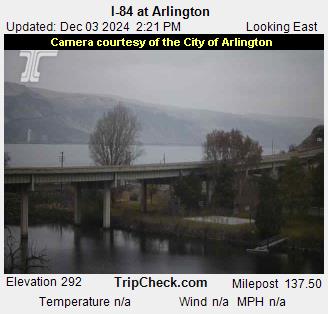 I-84 at Arlington
Updated: Dec 03 2024 2:21 PM Looking East
Camera courtesy of the City of Arlington
Elevation 292 TripCheck.com Milepost 137.50
Temperature n/a Wind n/a MPH n/a